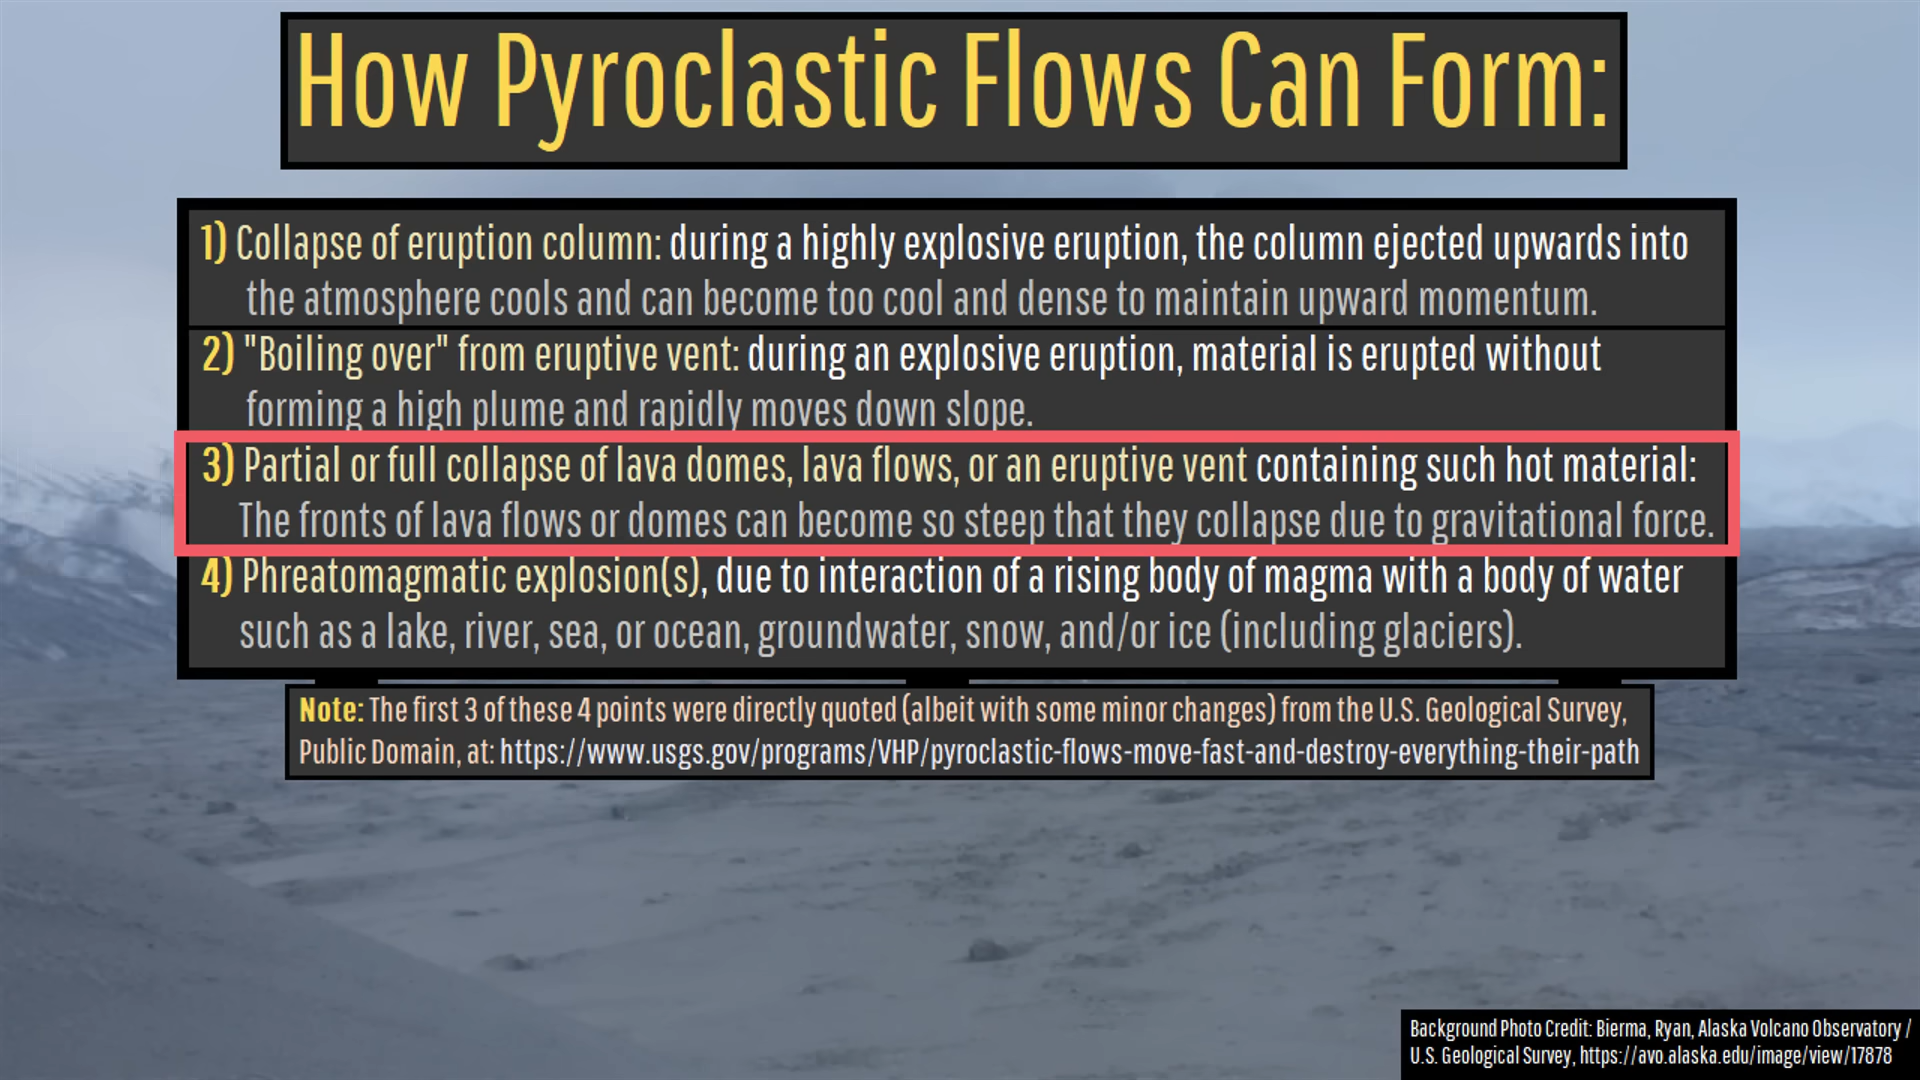 How Pyroclastic Flows Can Form:
1) Collapse of eruption column: during a highly explosive eruption, the column ejected upwards into
the atmosphere cools and can become too cool and dense to maintain upward momentum.
2) "Boiling over" from eruptive vent: during an explosive eruption, material is erupted without
forming a high plume and rapidly moves down slope.
3) Partial or full collapse of lava domes, lava flows, or an eruptive vent containing such hot material:
The fronts of lava flows or domes can become so steep that they collapse due to gravitational force.
4) Phreatomagmatic explosion(s), due to interaction of a rising body of magma with a body of water
such as a lake, river, sea, or ocean, groundwater, snow, and/or ice (including glaciers).
Note: The first 3 of these 4 points were directly quoted (albeit with some minor changes) from the U.S. Geological Survey,
Public Domain, at: https://www.usgs.gov/programs/VHP/pyroclastic-flows-move-fast-and-destroy-everything-their-path
Background Photo Credit: Bierma, Ryan, Alaska Volcano Observatory /
U.S. Geological Survey, https://avo.alaska.edu/image/view/17878